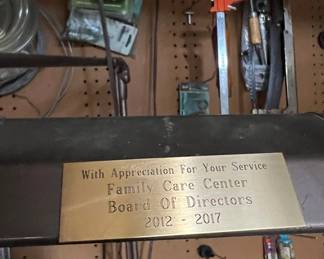 With Appreciation For Your Service
Family Care Center
Board Of Directors
2012 - 2017